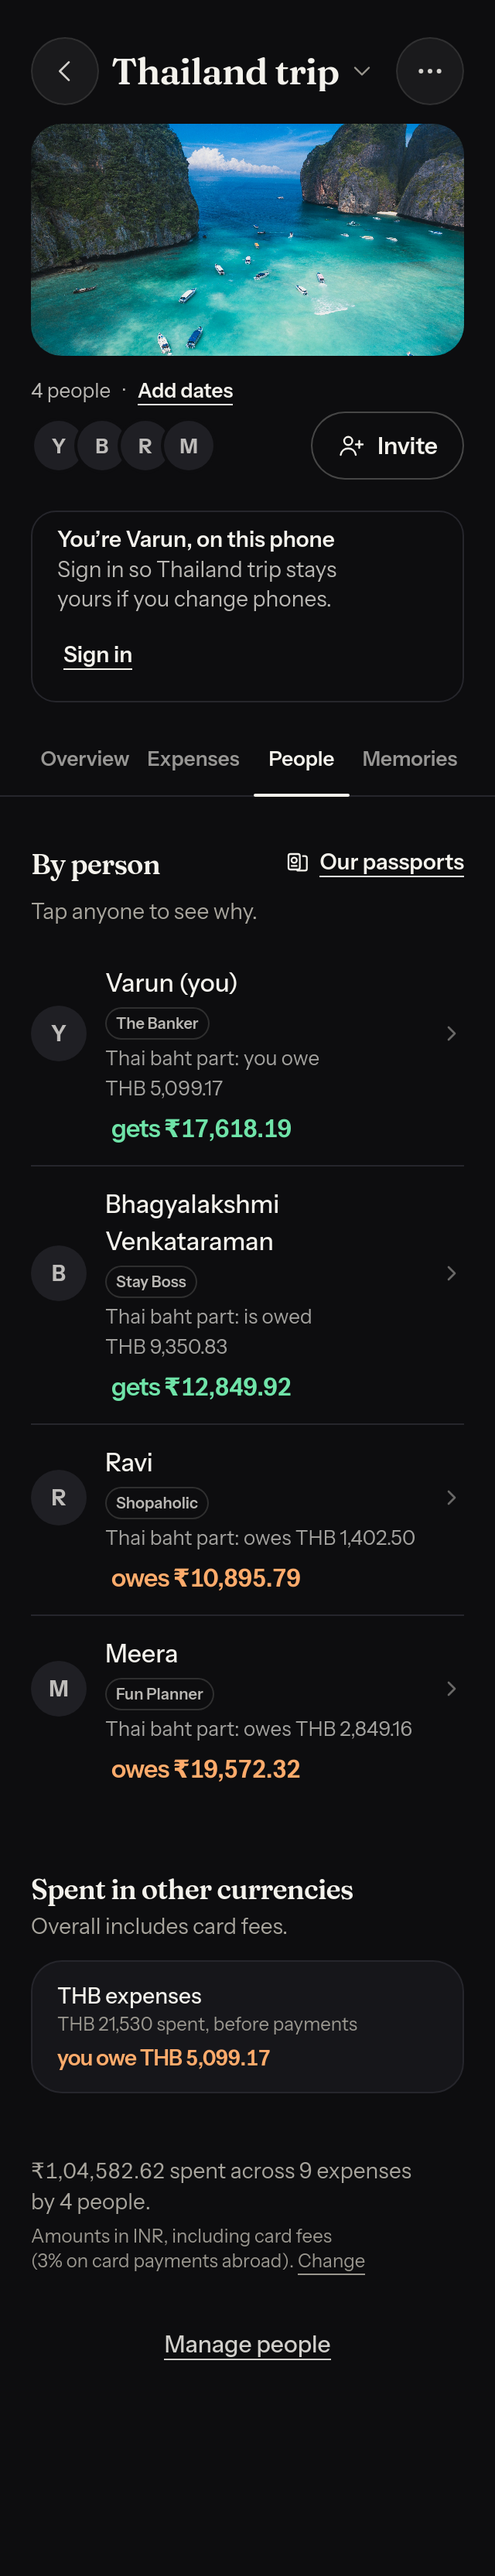 Thailand trip
4 people · Add dates
Y B R M
Invite
You’re Varun, on this phone
Sign in so Thailand trip stays
yours if you change phones.
Sign in
Overview Expenses People Memories
By person
Our passports
Tap anyone to see why.
Y
Varun (you)
The Banker
Thai baht part: you owe
THB 5,099.17
gets ₹17,618.19
B
Bhagyalakshmi
Venkataraman
Stay Boss
Thai baht part: is owed
THB 9,350.83
gets ₹12,849.92
R
Ravi
Shopaholic
Thai baht part: owes THB 1,402.50
owes ₹10,895.79
M
Meera
Fun Planner
Thai baht part: owes THB 2,849.16
owes ₹19,572.32
Spent in other currencies
Overall includes card fees.
THB expenses
THB 21,530 spent, before payments
you owe THB 5,099.17
₹1,04,582.62 spent across 9 expenses
by 4 people.
Amounts in INR, including card fees
(3% on card payments abroad). Change
Manage people